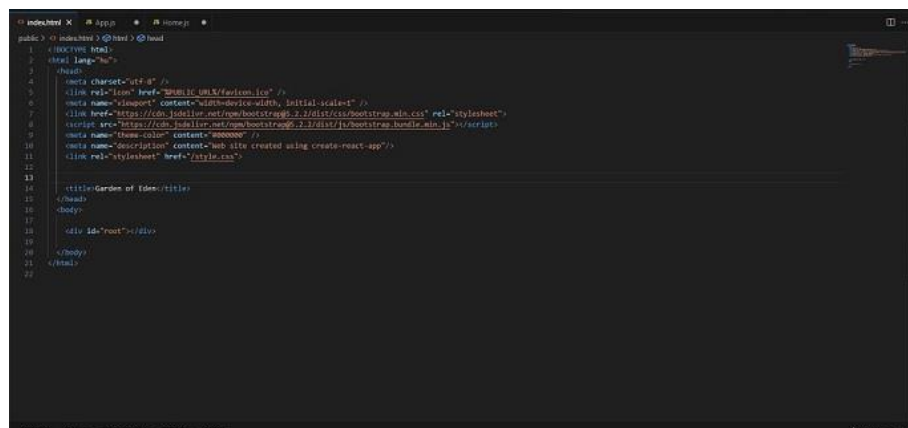 index.html App.js Home.js
public > index.html > html > head
1 <!DOCTYPE html>
2 <html lang="hu">
3 <head>
4 <meta charset="utf-8" />
5 <link rel="icon" href="%PUBLIC_URL%/favicon.ico" />
6 <meta name="viewport" content="width=device-width, initial-scale=1" />
7 <link href="https://cdn.jsdelivr.net/npm/bootstrap@5.2.2/dist/css/bootstrap.min.css" rel="stylesheet">
8 <script src="https://cdn.jsdelivr.net/npm/bootstrap@5.2.2/dist/js/bootstrap.bundle.min.js"></script>
9 <meta name="theme-color" content="#000000" />
10 <meta name="description" content="Web site created using create-react-app"/>
11 <link rel="stylesheet" href="/style.css">
12
13
14 <title>Garden of Eden</title>
15 </head>
16 <body>
17
18 <div id="root"></div>
19
20 </body>
21 </html>
22